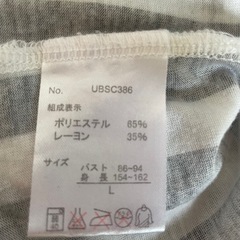 No. UBSC386
組成表示
ポリエステル 65%
レーヨン 35%
サイズ バスト 86-94
身長 154-162
L